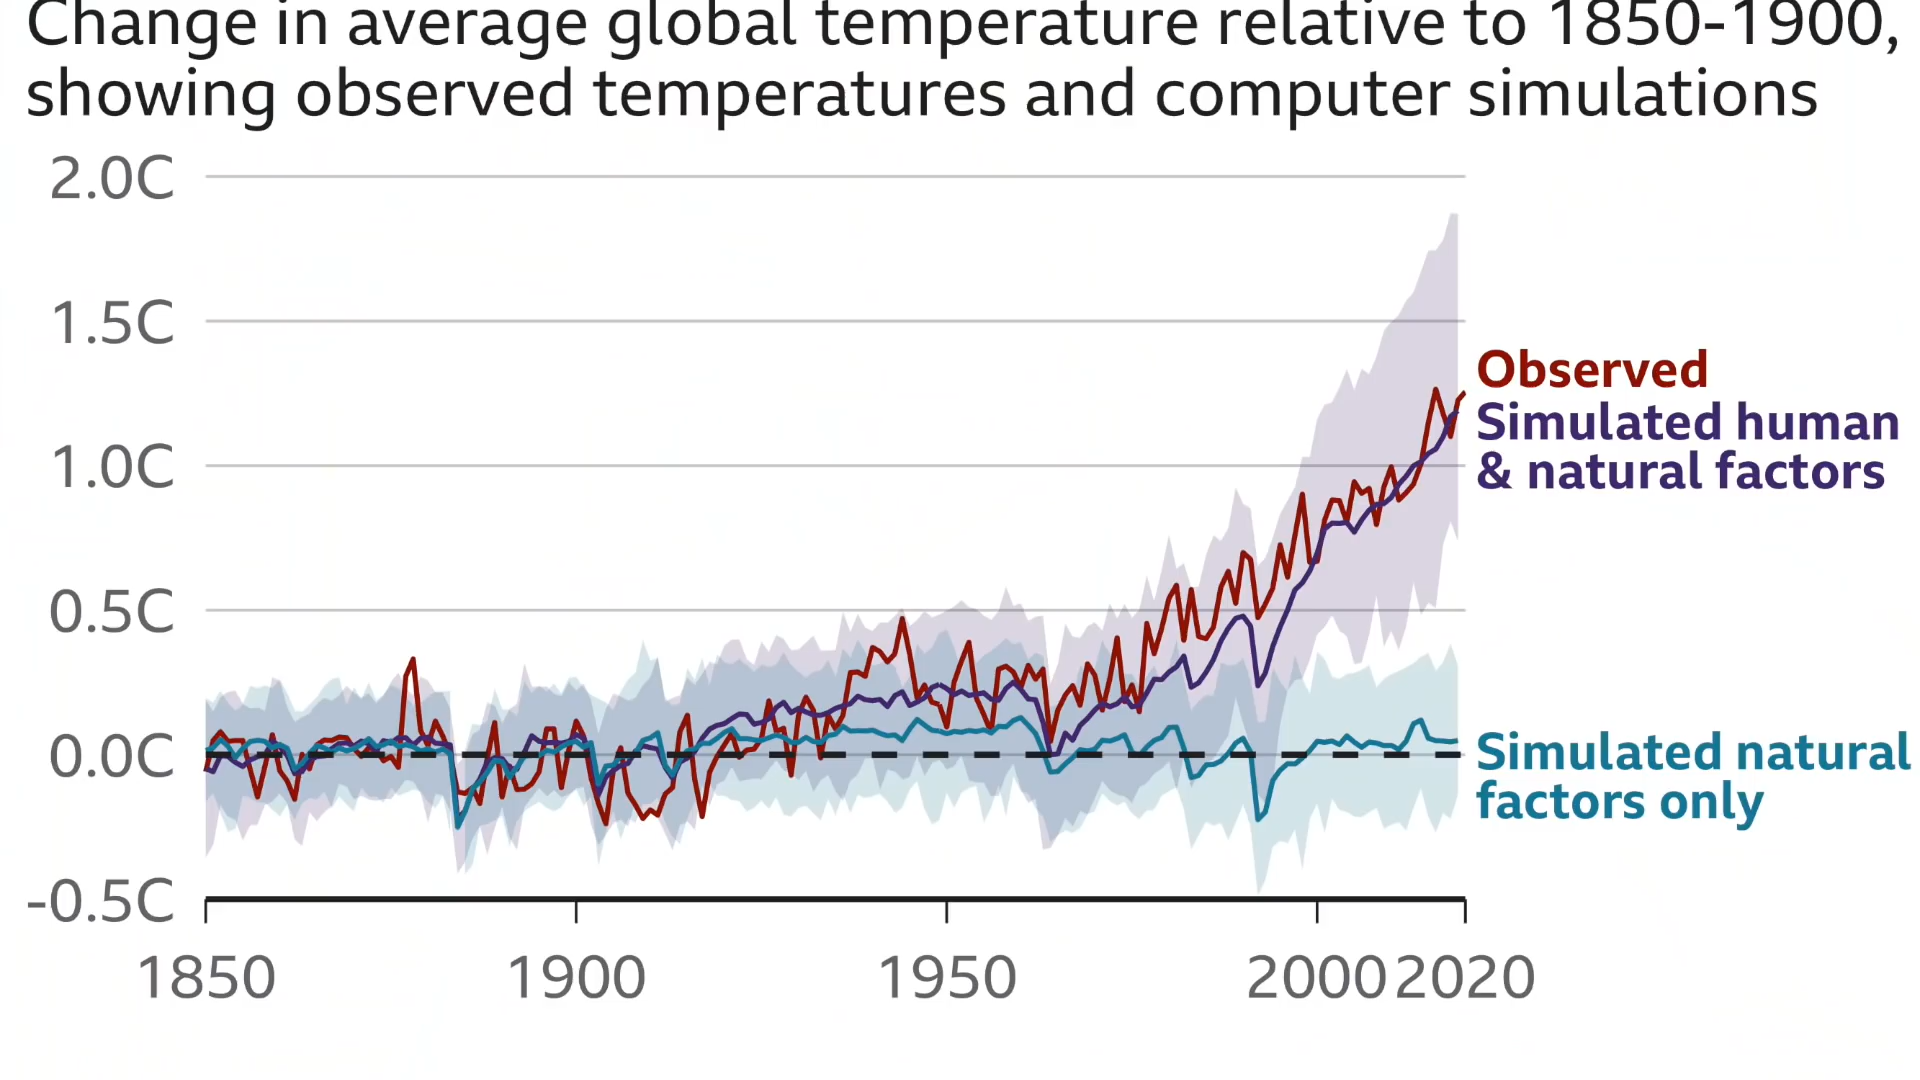 Change in average global temperature relative to 1850-1900,
showing observed temperatures and computer simulations
2.0C
1.5C
1.0C
0.5C
0.0C
-0.5C
Observed
Simulated human
& natural factors
Simulated natural
factors only
1850 1900 1950 2000 2020